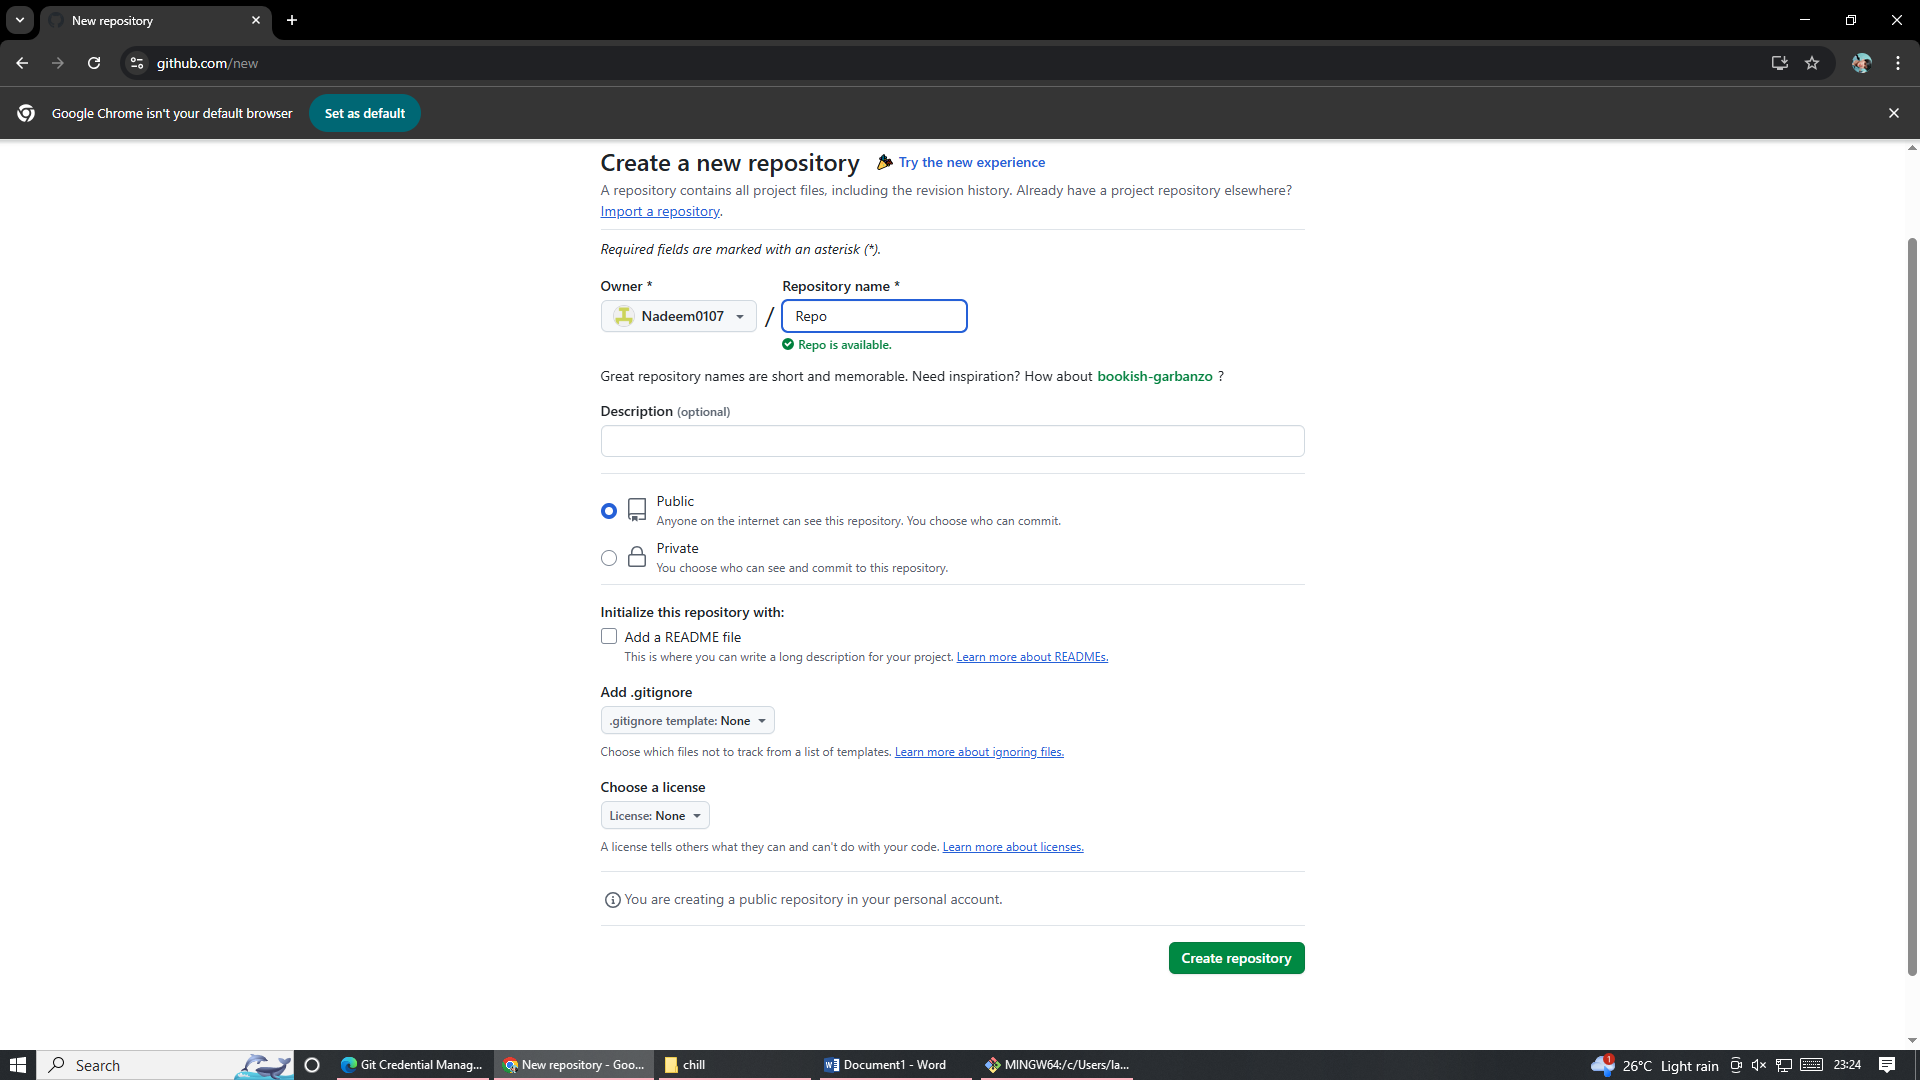 New repository
github.com/new
Google Chrome isn't your default browser
Set as default
Create a new repository
Try the new experience
A repository contains all project files, including the revision history. Already have a project repository elsewhere?
Import a repository.
Required fields are marked with an asterisk (*).
Owner *
Repository name *
Nadeem0107
/
Repo
Repo is available.
Great repository names are short and memorable. Need inspiration? How about bookish-garbanzo ?
Description (optional)
Public
Anyone on the internet can see this repository. You choose who can commit.
Private
You choose who can see and commit to this repository.
Initialize this repository with:
Add a README file
This is where you can write a long description for your project. Learn more about READMEs.
Add .gitignore
.gitignore template: None
Choose which files not to track from a list of templates. Learn more about ignoring files.
Choose a license
License: None
A license tells others what they can and can't do with your code. Learn more about licenses.
You are creating a public repository in your personal account.
Create repository
Search
Git Credential Manag...
New repository - Goo...
chill
Document1 - Word
MINGW64:/c/Users/la...
1
26°C Light rain
23:24